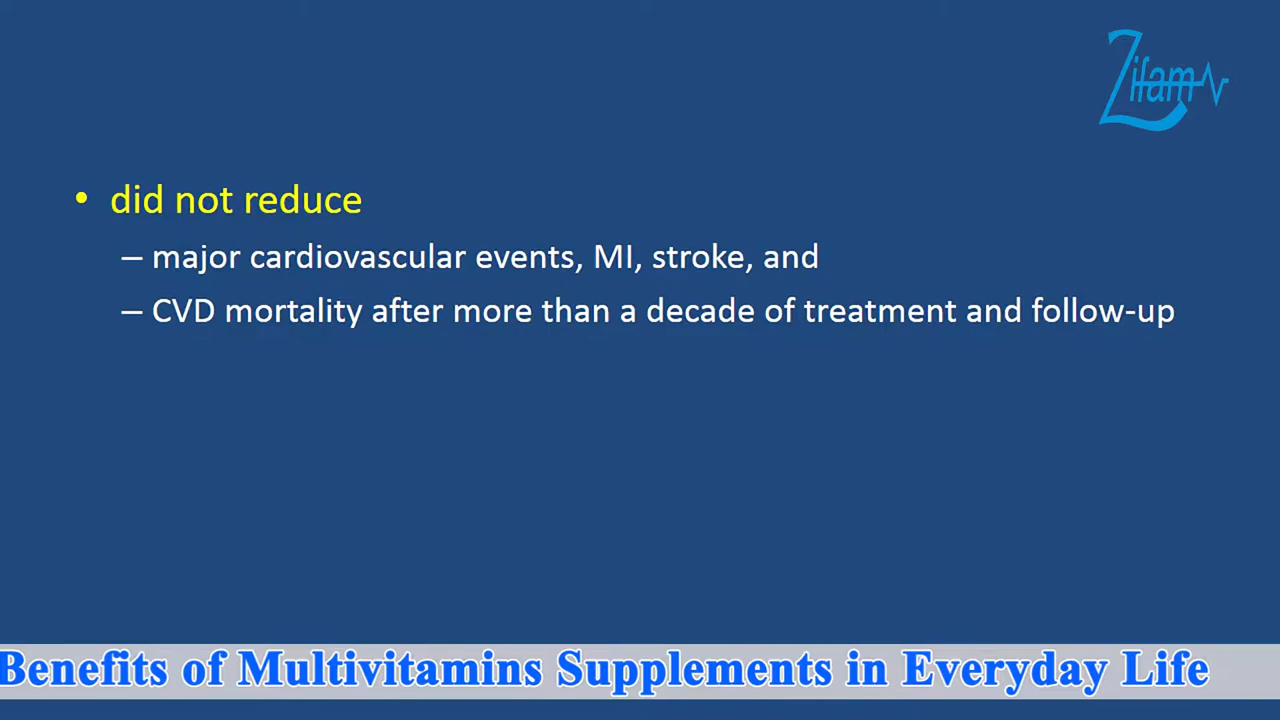 Zifam
• did not reduce
– major cardiovascular events, MI, stroke, and
– CVD mortality after more than a decade of treatment and follow-up
Benefits of Multivitamins Supplements in Everyday Life